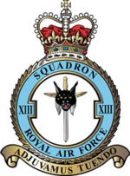 SQUADRON
XIII XIII
ROYAL AIR FORCE
ADJUVAMUS TUENDO